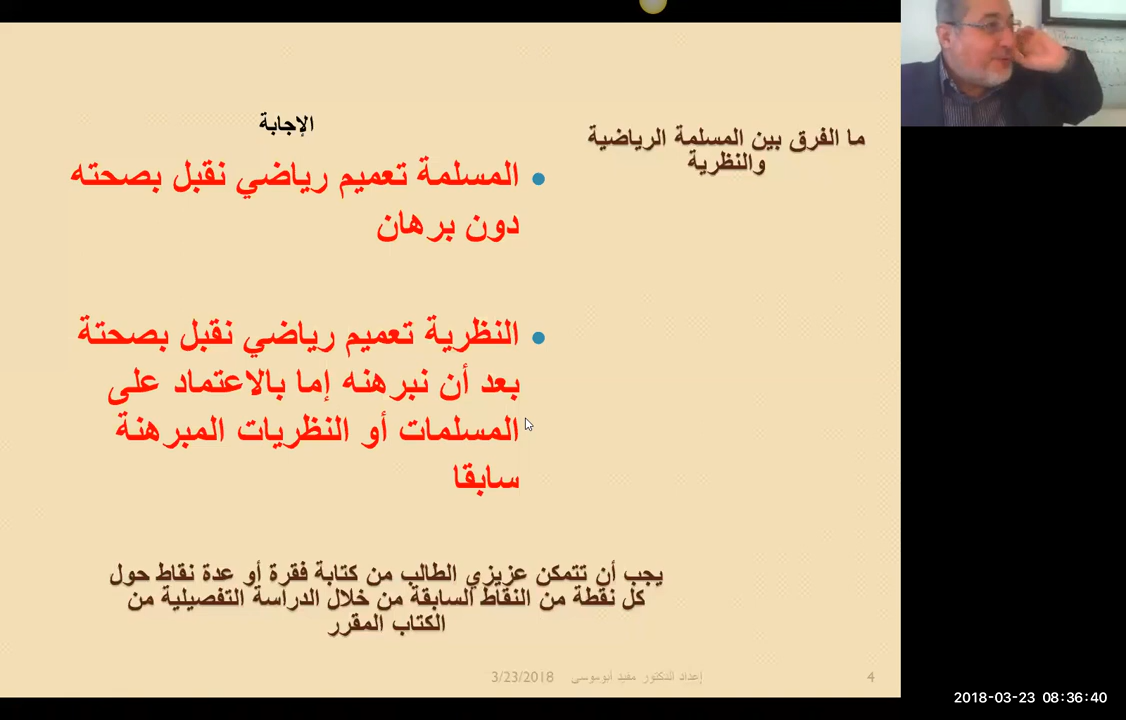 ما الفرق بين المسلمة الرياضية
والنظرية
الإجابة
• المسلمة تعميم رياضي نقبل بصحته
دون برهان
• النظرية تعميم رياضي نقبل بصحتة
بعد أن نبرهنه إما بالاعتماد على
المسلمات أو النظريات المبرهنة
سابقا
يجب أن تتمكن عزيزي الطالب من كتابة فقرة أو عدة نقاط حول
كل نقطة من النقاط السابقة من خلال الدراسة التفصيلية من
الكتاب المقرر
4 إعداد الدكتور مفيد أبوموسى 3/23/2018
2018-03-23 08:36:40